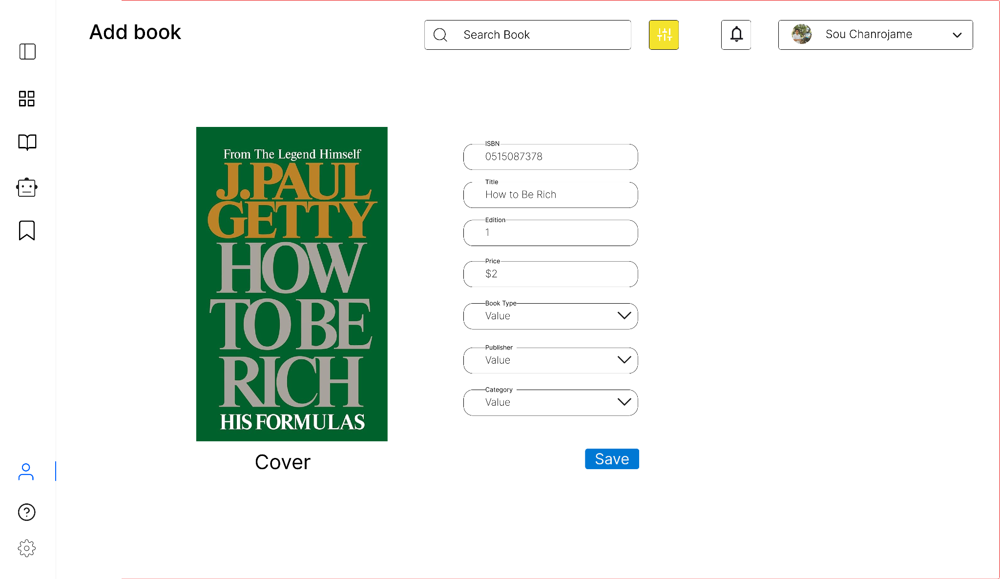 Add book
Search Book
Sou Chanrojame
From The Legend Himself
J. PAUL
GETTY
HOW
TO BE
RICH
HIS FORMULAS
Cover
ISBN
0515087378
Title
How to Be Rich
Edition
1
Price
$2
Book Type
Value
Publisher
Value
Category
Value
Save